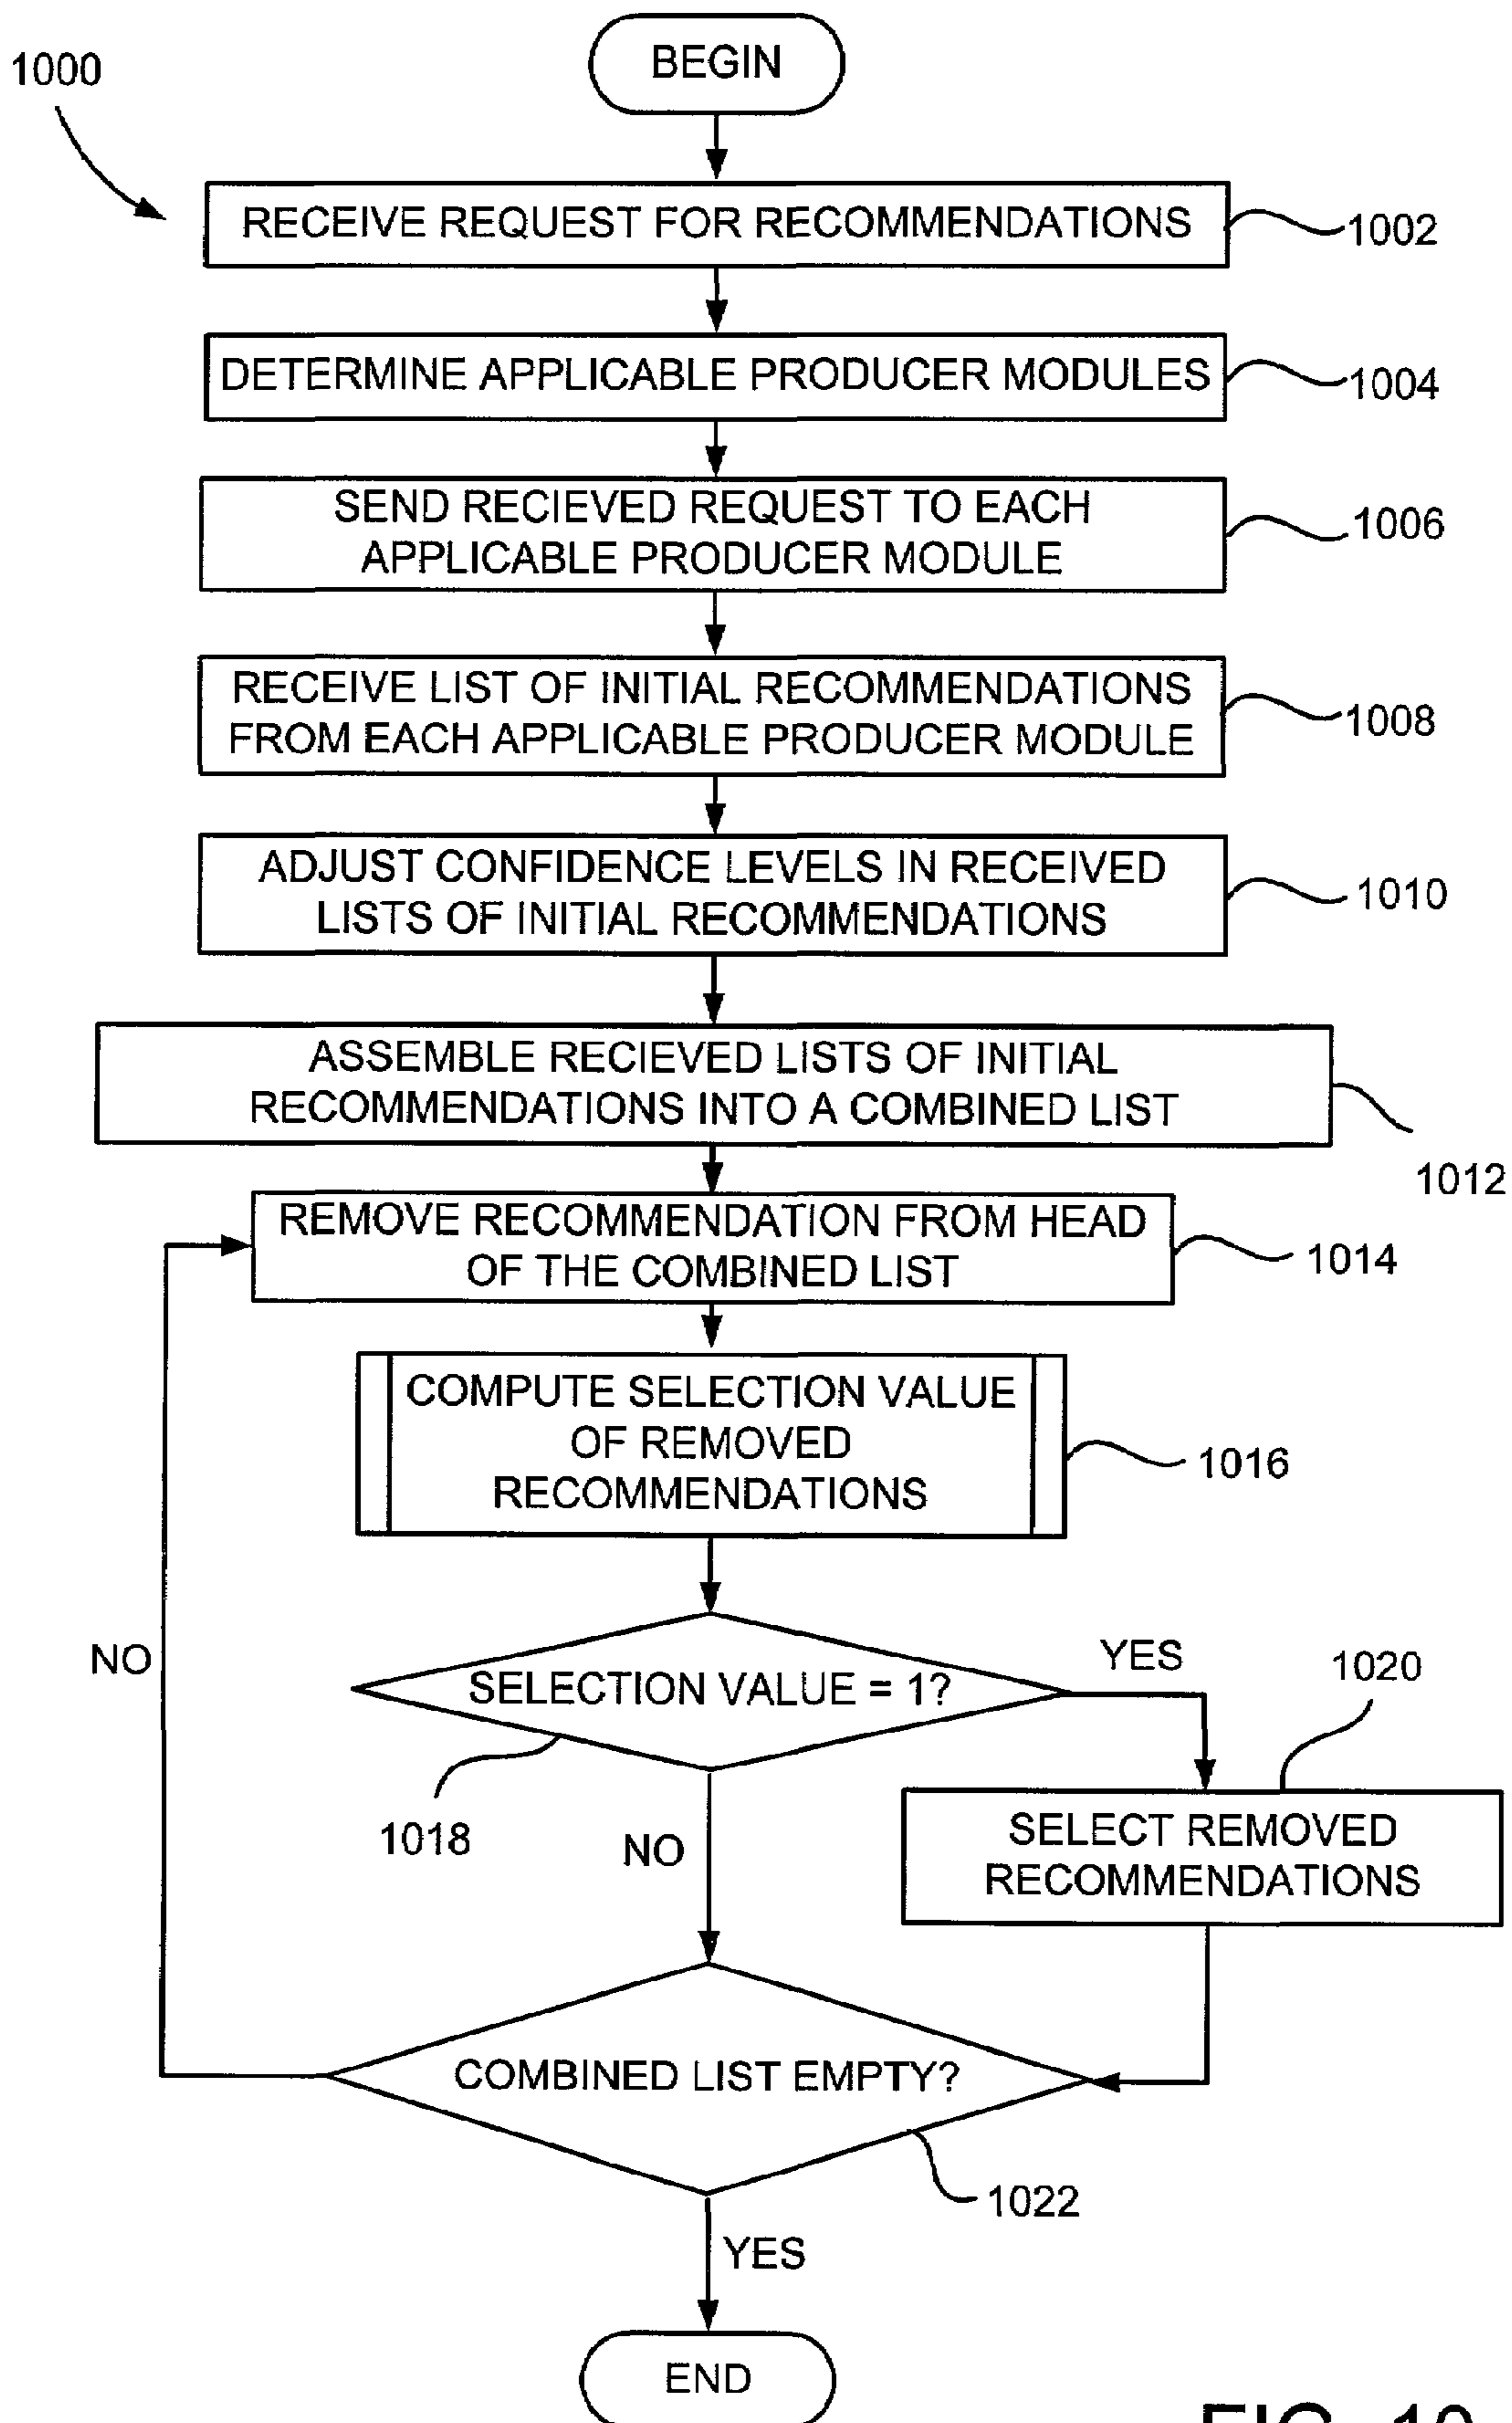 BEGIN
1000
RECEIVE REQUEST FOR RECOMMENDATIONS
1002
DETERMINE APPLICABLE PRODUCER MODULES
1004
SEND RECIEVED REQUEST TO EACH
APPLICABLE PRODUCER MODULE
1006
RECEIVE LIST OF INITIAL RECOMMENDATIONS
FROM EACH APPLICABLE PRODUCER MODULE
1008
ADJUST CONFIDENCE LEVELS IN RECEIVED
LISTS OF INITIAL RECOMMENDATIONS
1010
ASSEMBLE RECIEVED LISTS OF INITIAL
RECOMMENDATIONS INTO A COMBINED LIST
1012
REMOVE RECOMMENDATION FROM HEAD
OF THE COMBINED LIST
1014
COMPUTE SELECTION VALUE
OF REMOVED
RECOMMENDATIONS
1016
NO
SELECTION VALUE = 1?
YES
1020
1018
NO
SELECT REMOVED
RECOMMENDATIONS
COMBINED LIST EMPTY?
1022
YES
END
FIG. 10